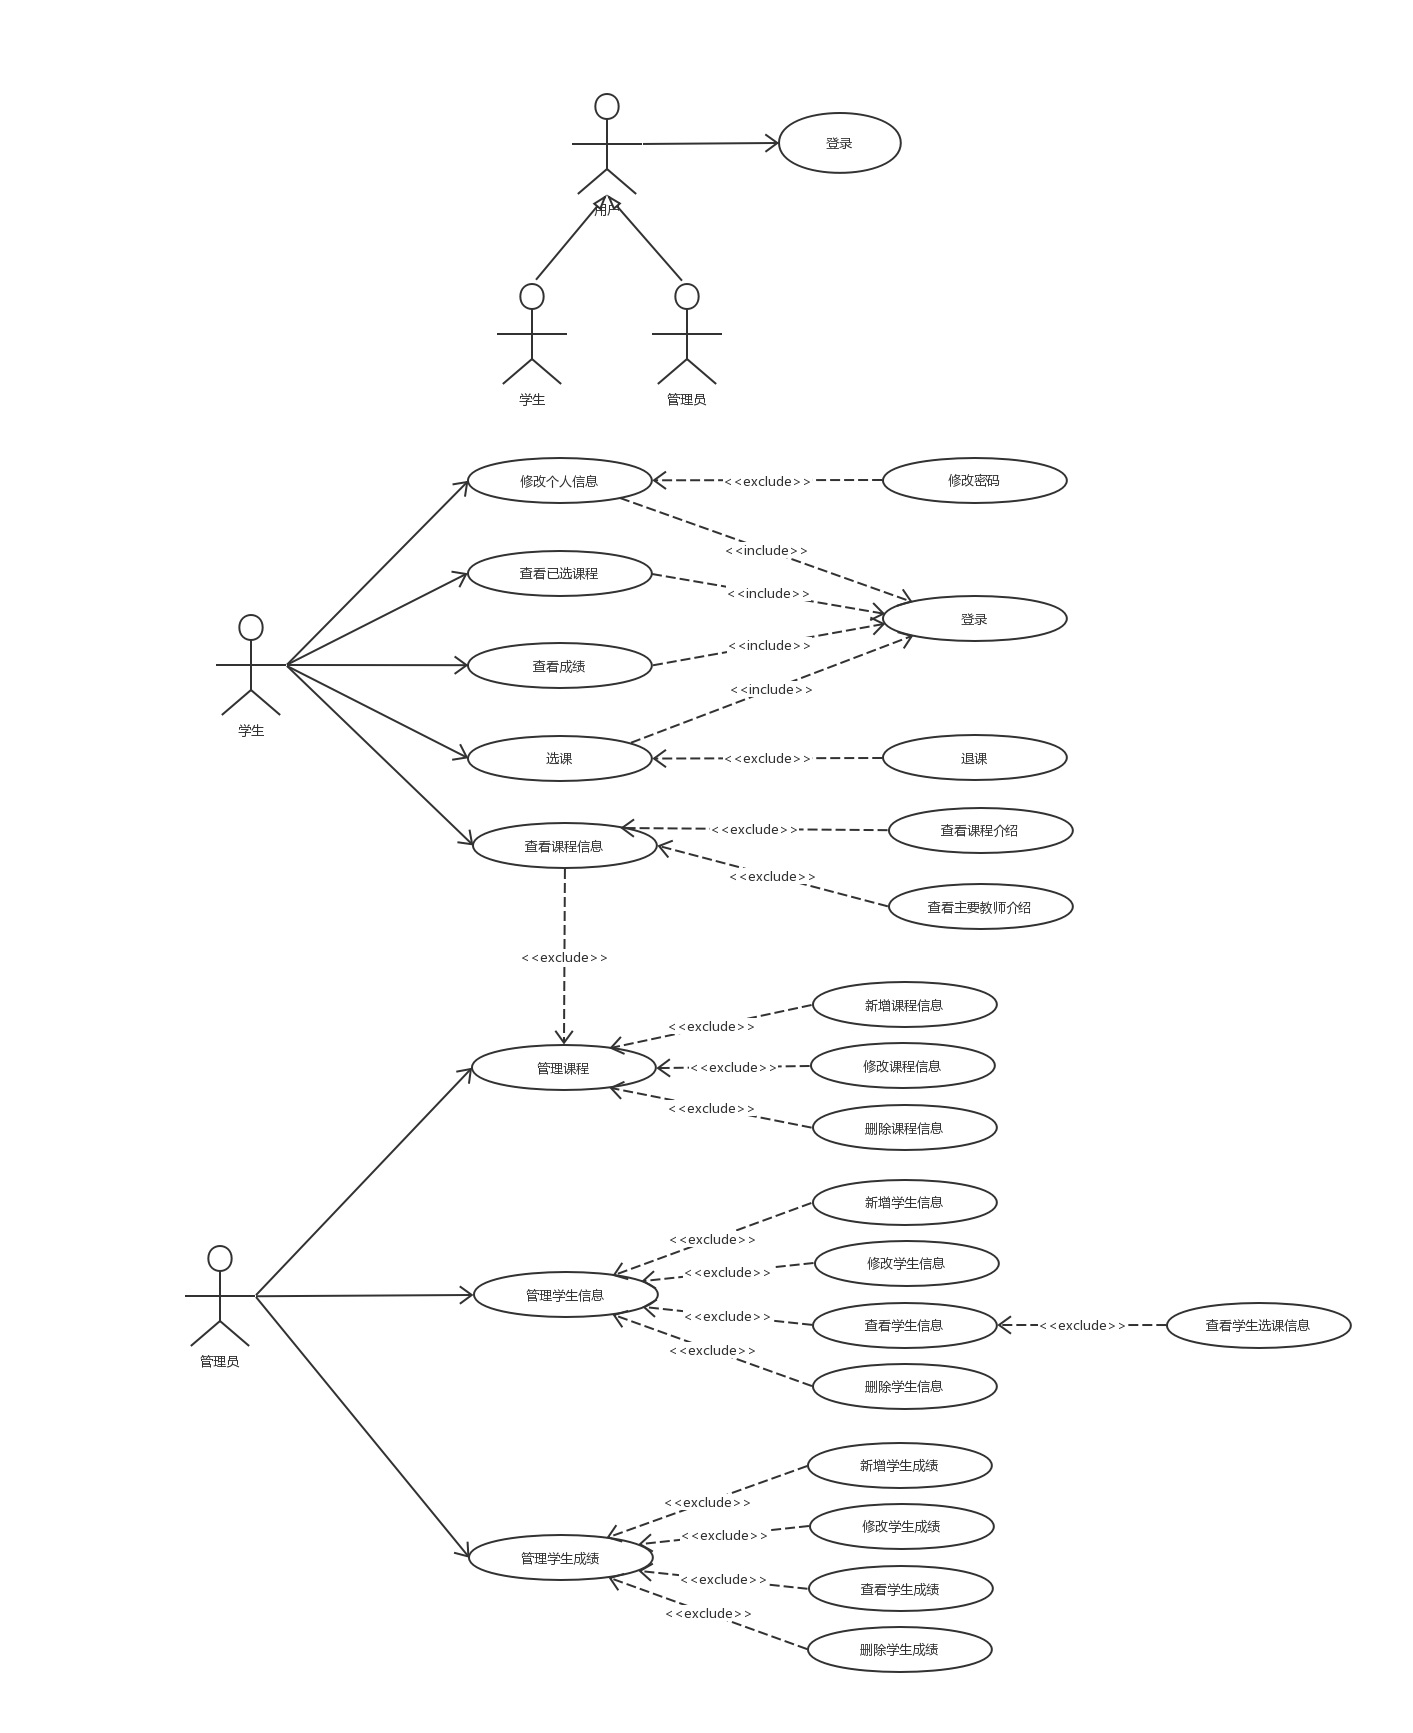 登录
用户
学生
管理员
修改个人信息
<<exclude>>
修改密码
<<include>>
查看已选课程
<<include>>
登录
<<include>>
查看成绩
<<include>>
学生
选课
<<exclude>>
退课
<<exclude>>
查看课程介绍
查看课程信息
<<exclude>>
查看主要教师介绍
<<exclude>>
新增课程信息
<<exclude>>
管理课程
<<exclude>>
修改课程信息
<<exclude>>
删除课程信息
新增学生信息
<<exclude>>
修改学生信息
<<exclude>>
管理学生信息
<<exclude>>
查看学生信息
<<exclude>>
查看学生选课信息
<<exclude>>
管理员
删除学生信息
新增学生成绩
<<exclude>>
修改学生成绩
<<exclude>>
管理学生成绩
<<exclude>>
查看学生成绩
<<exclude>>
删除学生成绩